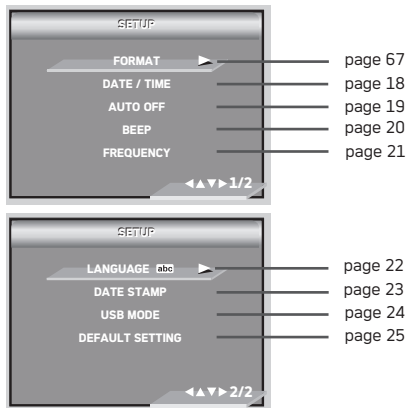 SETUP
FORMAT ► page 67
DATE / TIME page 18
AUTO OFF page 19
BEEP page 20
FREQUENCY page 21
◄▲▼►1/2
SETUP
LANGUAGE abc ► page 22
DATE STAMP page 23
USB MODE page 24
DEFAULT SETTING page 25
◄▲▼►2/2